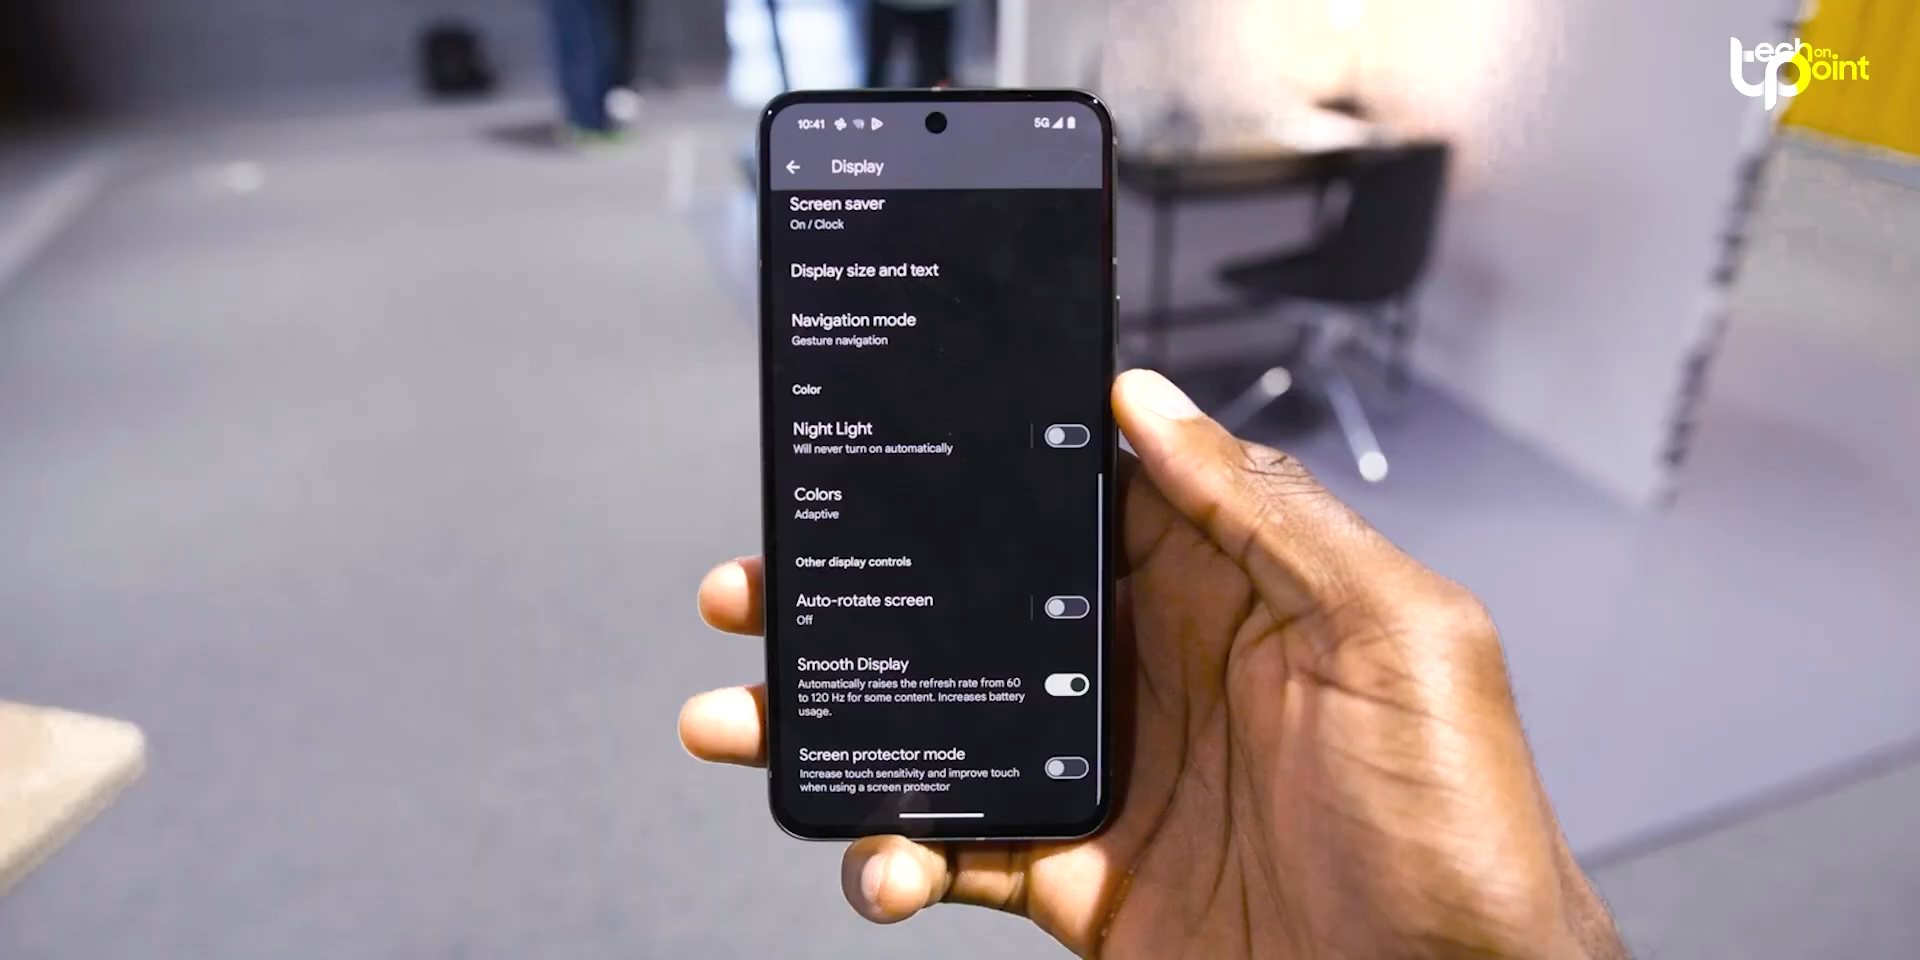 Tech on Point
10:41
5G
Display
Screen saver
On / Clock
Display size and text
Navigation mode
Gesture navigation
Color
Night Light
Will never turn on automatically
Colors
Adaptive
Other display controls
Auto-rotate screen
Off
Smooth Display
Automatically raises the refresh rate from 60
to 120 Hz for some content. Increases battery
usage.
Screen protector mode
Increase touch sensitivity and improve touch
when using a screen protector